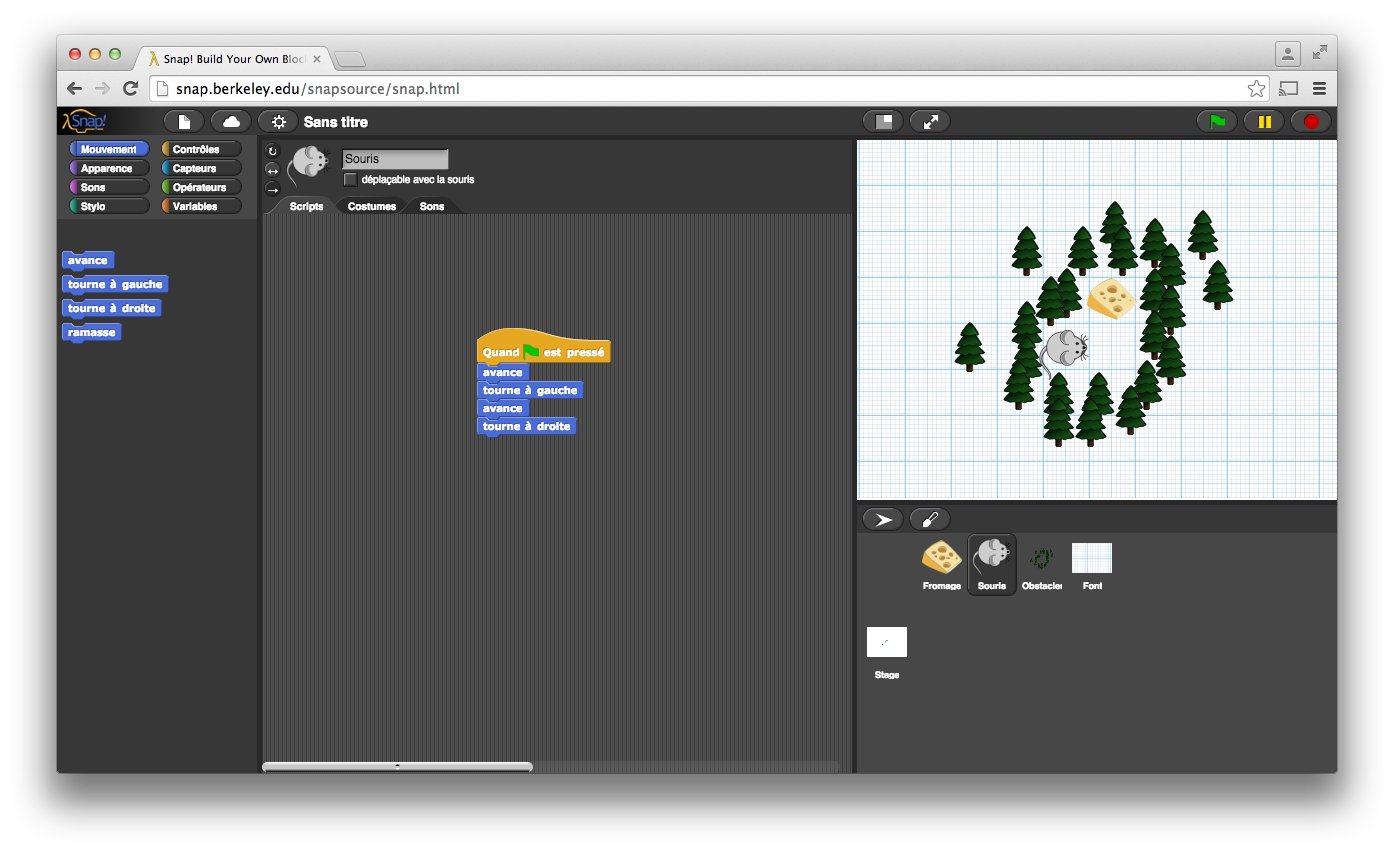 Snap! Build Your Own Bloc
snap.berkeley.edu/snapsource/snap.html
λSnap!
Sans titre
Mouvement
Contrôles
Apparence
Capteurs
Sons
Opérateurs
Stylo
Variables
Souris
déplaçable avec la souris
Scripts
Costumes
Sons
avance
tourne à gauche
tourne à droite
ramasse
Quand est pressé
avance
tourne à gauche
avance
tourne à droite
Fromage
Souris
Obstacles
Font
Stage